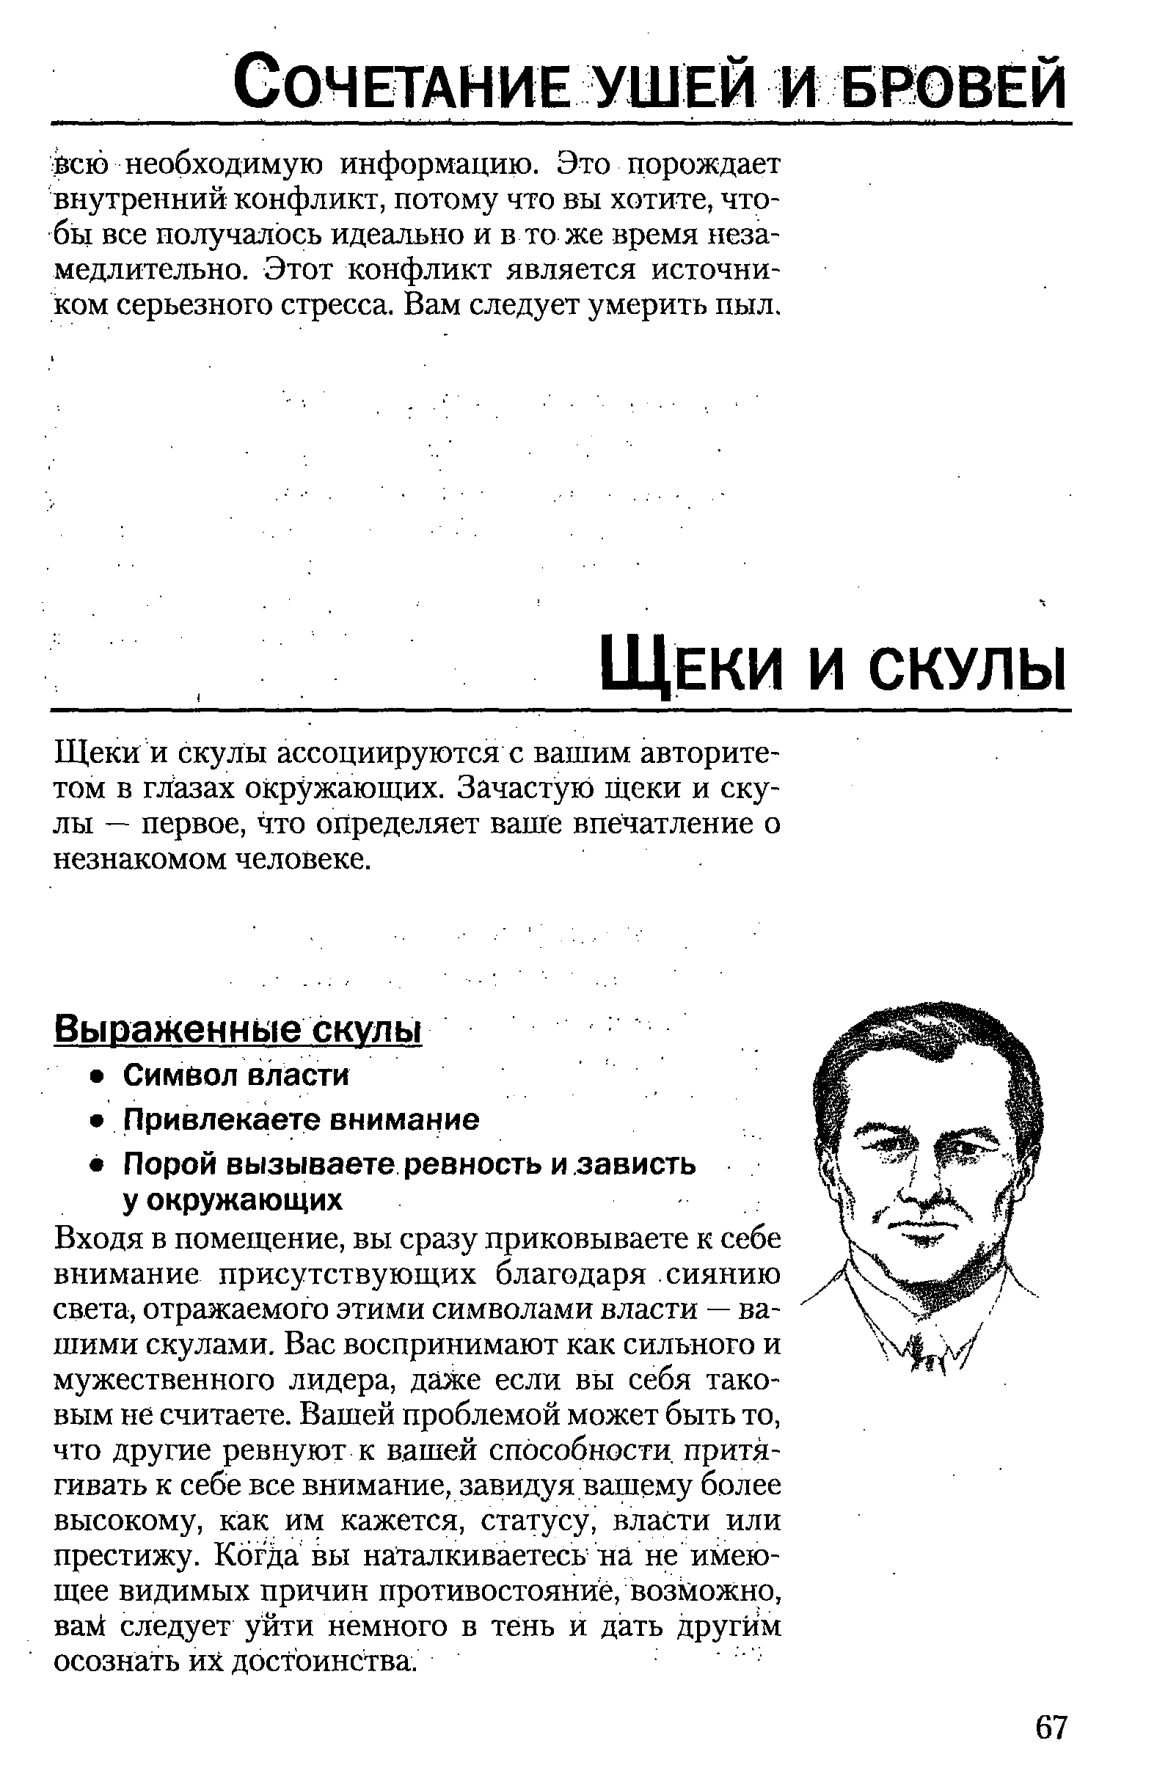 Сочетание ушей и бровей
всю необходимую информацию. Это порождает
внутренний конфликт, потому что вы хотите, что-
бы все получалось идеально и в то же время неза-
медлительно. Этот конфликт является источни-
ком серьезного стресса. Вам следует умерить пыл.
Щеки и скулы
Щеки и скулы ассоциируются с вашим авторите-
том в глазах окружающих. Зачастую щеки и ску-
лы — первое, что определяет ваше впечатление о
незнакомом человеке.
Выраженные скулы
• Символ власти
• Привлекаете внимание
• Порой вызываете ревность и зависть
у окружающих
Входя в помещение, вы сразу приковываете к себе
внимание присутствующих благодаря сиянию
света, отражаемого этими символами власти — ва-
шими скулами. Вас воспринимают как сильного и
мужественного лидера, даже если вы себя тако-
вым не считаете. Вашей проблемой может быть то,
что другие ревнуют к вашей способности притя-
гивать к себе все внимание, завидуя вашему более
высокому, как им кажется, статусу, власти или
престижу. Когда вы наталкиваетесь на не имею-
щее видимых причин противостояние, возможно,
вам следует уйти немного в тень и дать другим
осознать их достоинства.
67